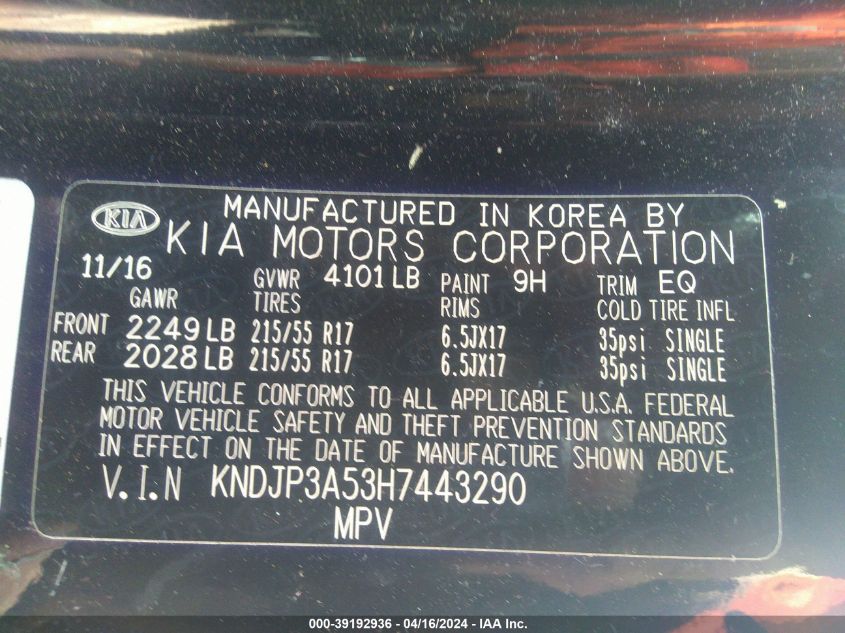 KIA MANUFACTURED IN KOREA BY
KIA MOTORS CORPORATION
11/16 GVWR 4101 LB PAINT 9H TRIM EQ
GAWR TIRES RIMS COLD TIRE INFL
FRONT 2249 LB 215/55 R17 6.5JX17 35psi SINGLE
REAR 2028 LB 215/55 R17 6.5JX17 35psi SINGLE
THIS VEHICLE CONFORMS TO ALL APPLICABLE U.S.A. FEDERAL
MOTOR VEHICLE SAFETY AND THEFT PREVENTION STANDARDS
IN EFFECT ON THE DATE OF MANUFACTURE SHOWN ABOVE.
V.I.N KNDJP3A53H7443290
MPV
000-39192936 - 04/16/2024 - IAA Inc.